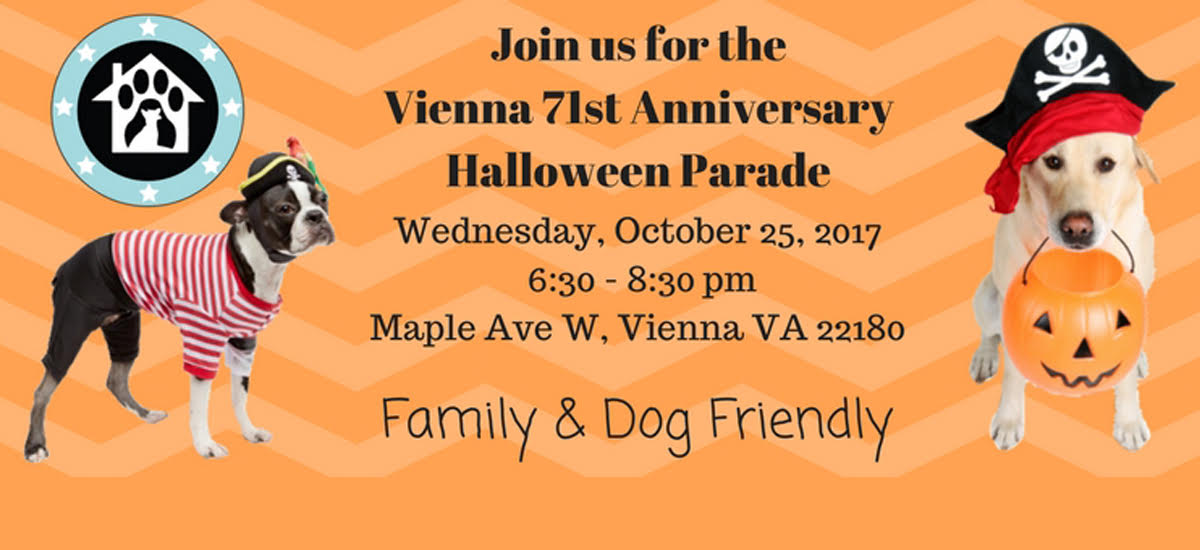 Join us for the
Vienna 71st Anniversary
Halloween Parade
Wednesday, October 25, 2017
6:30 - 8:30 pm
Maple Ave W, Vienna VA 22180
Family & Dog Friendly